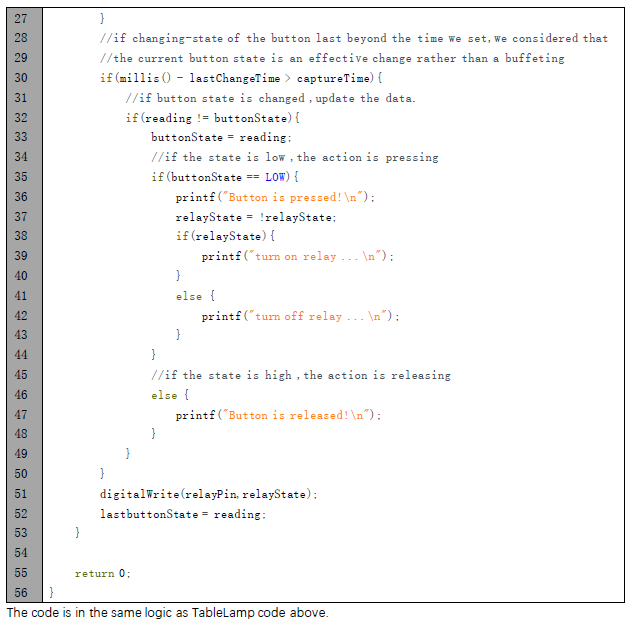 27 }
28 //if changing-state of the button last beyond the time we set, we considered that
29 //the current button state is an effective change rather than a buffeting
30 if(millis() - lastChangeTime > captureTime){
31 //if button state is changed ,update the data.
32 if(reading != buttonState){
33 buttonState = reading;
34 //if the state is low ,the action is pressing
35 if(buttonState == LOW){
36 printf("Button is pressed!\n");
37 relayState = !relayState;
38 if(relayState){
39 printf("turn on relay ... \n");
40 }
41 else {
42 printf("turn off relay ... \n");
43 }
44 }
45 //if the state is high ,the action is releasing
46 else {
47 printf("Button is released!\n");
48 }
49 }
50 }
51 digitalWrite(relayPin,relayState);
52 lastbuttonState = reading;
53 }
54
55 return 0;
56 }
The code is in the same logic as TableLamp code above.